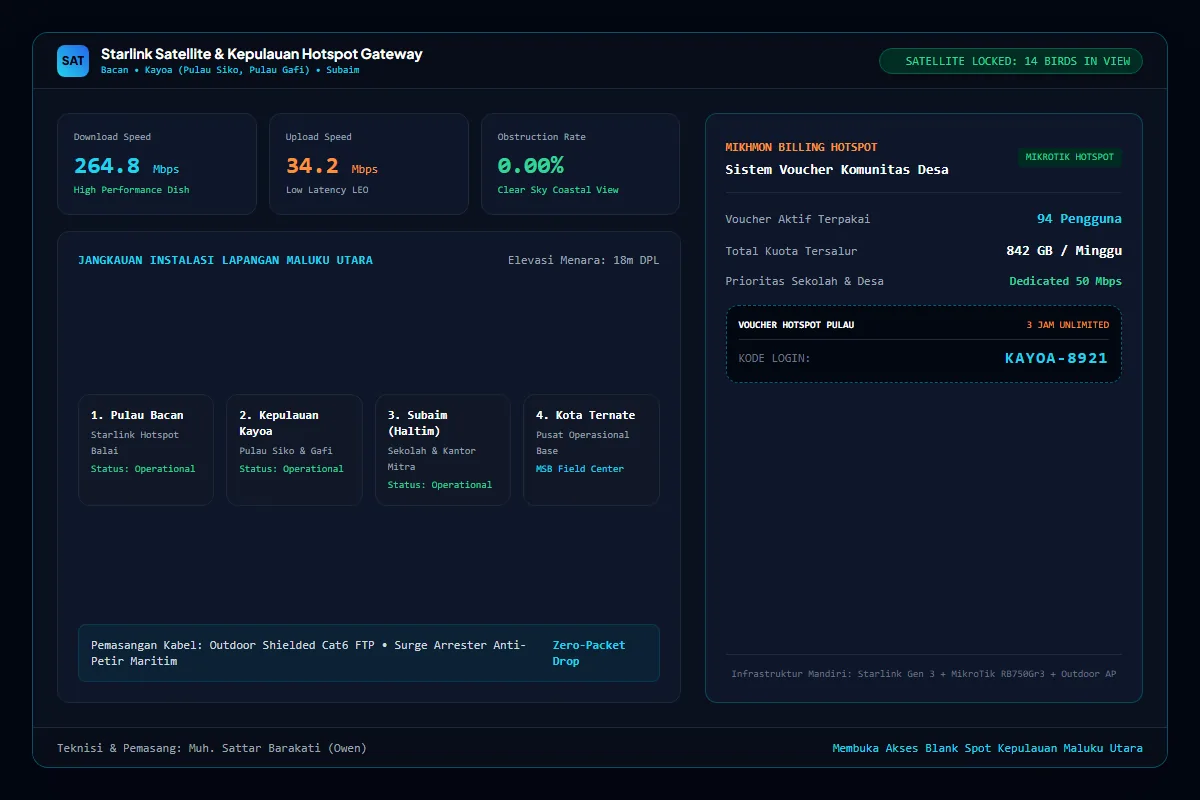 SAT
Starlink Satellite & Kepulauan Hotspot Gateway
Bacan • Kayoa (Pulau Siko, Pulau Gafi) • Subaim
SATELLITE LOCKED: 14 BIRDS IN VIEW
Download Speed
264.8 Mbps
High Performance Dish
Upload Speed
34.2 Mbps
Low Latency LEO
Obstruction Rate
0.00%
Clear Sky Coastal View
JANGKAUAN INSTALASI LAPANGAN MALUKU UTARA
Elevasi Menara: 18m DPL
1. Pulau Bacan
Starlink Hotspot
Balai
Status: Operational
2. Kepulauan
Kayoa
Pulau Siko & Gafi
Status: Operational
3. Subaim
(Haltim)
Sekolah & Kantor
Mitra
Status: Operational
4. Kota Ternate
Pusat Operasional
Base
MSB Field Center
Pemasangan Kabel: Outdoor Shielded Cat6 FTP • Surge Arrester Anti-
Petir Maritim
Zero-Packet
Drop
MIKHMON BILLING HOTSPOT
Sistem Voucher Komunitas Desa
MIKROTIK HOTSPOT
Voucher Aktif Terpakai
94 Pengguna
Total Kuota Tersalur
842 GB / Minggu
Prioritas Sekolah & Desa
Dedicated 50 Mbps
VOUCHER HOTSPOT PULAU
3 JAM UNLIMITED
KODE LOGIN:
KAYOA-8921
Infrastruktur Mandiri: Starlink Gen 3 + MikroTik RB750Gr3 + Outdoor AP
Teknisi & Pemasang: Muh. Sattar Barakati (Owen)
Membuka Akses Blank Spot Kepulauan Maluku Utara